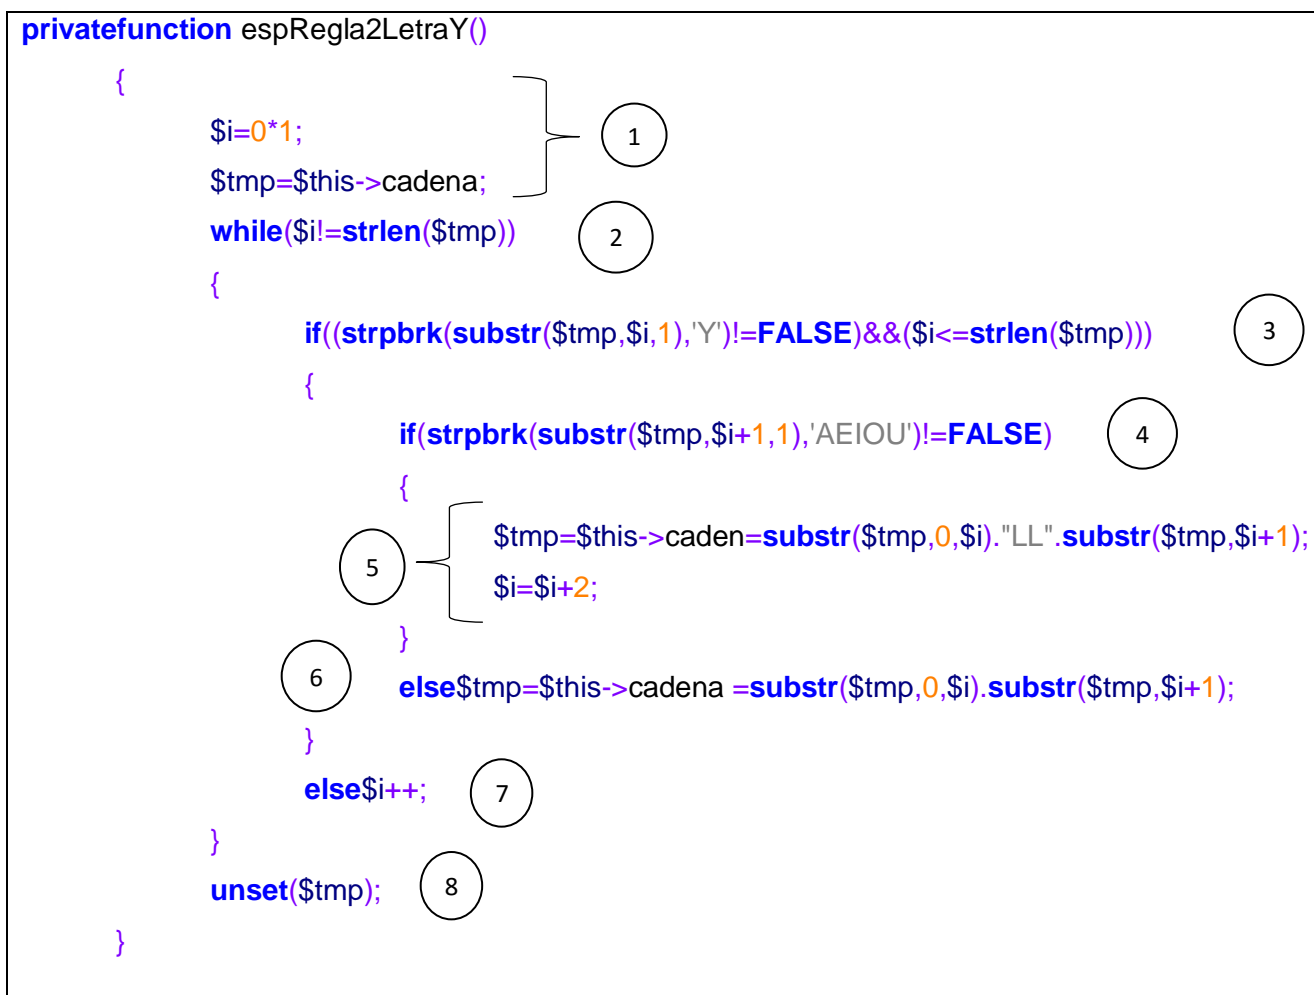 privatefunction espRegla2LetraY()
{
$i=0*1;
1
$tmp=$this->cadena;
while($i!=strlen($tmp))
2
{
if((strpbrk(substr($tmp,$i,1),'Y')!=FALSE)&&($i<=strlen($tmp)))
3
{
if(strpbrk(substr($tmp,$i+1,1),'AEIOU')!=FALSE)
4
{
$tmp=$this->caden=substr($tmp,0,$i)."LL".substr($tmp,$i+1);
5
$i=$i+2;
}
6
else$tmp=$this->cadena =substr($tmp,0,$i).substr($tmp,$i+1);
}
else$i++;
7
}
unset($tmp);
8
}